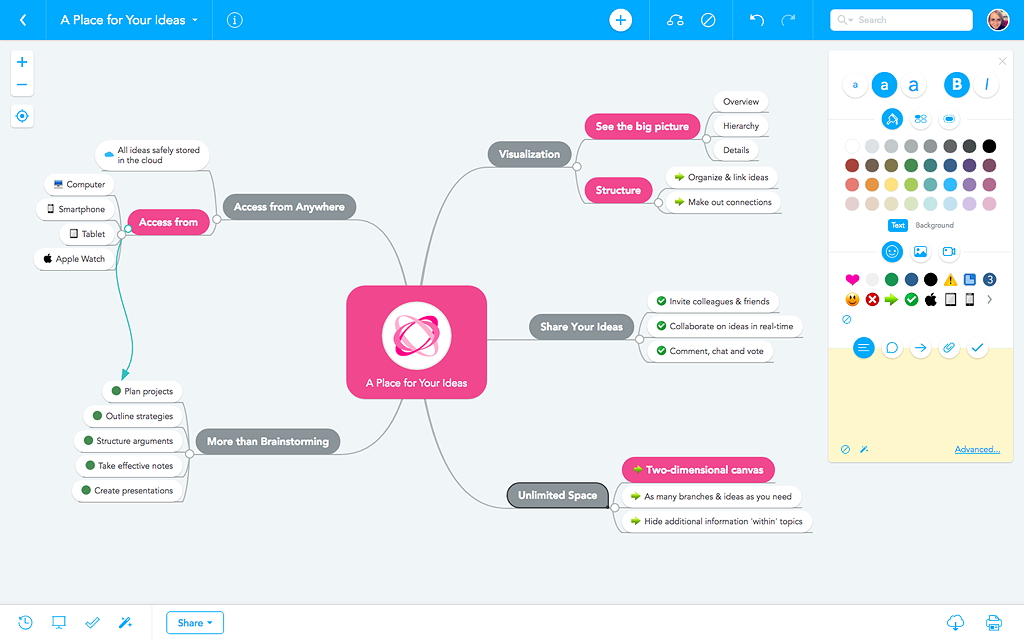 A Place for Your Ideas
Search
All ideas safely stored
in the cloud
Computer
Smartphone
Tablet
Apple Watch
Access from
Access from Anywhere
Plan projects
Outline strategies
Structure arguments
Take effective notes
Create presentations
More than Brainstorming
A Place for Your Ideas
Visualization
See the big picture
Overview
Hierarchy
Details
Structure
Organize & link ideas
Make out connections
Share Your Ideas
Invite colleagues & friends
Collaborate on ideas in real-time
Comment, chat and vote
Unlimited Space
Two-dimensional canvas
As many branches & ideas as you need
Hide additional information 'within' topics
a a a B I
Text Background
3
Advanced...
Share